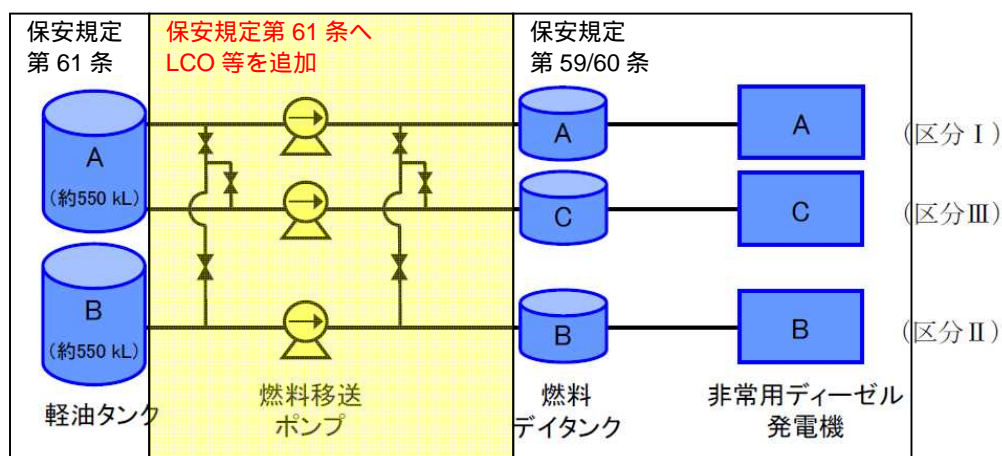 保安規定
第 61 条
保安規定第 61 条へ
LCO 等を追加
保安規定
第 59/60 条
A
(約550 kL)
B
(約550 kL)
A
C
B
A
C
B
(区分Ⅰ)
(区分Ⅲ)
(区分Ⅱ)
軽油タンク
燃料移送
ポンプ
燃料
デイタンク
非常用ディーゼル
発電機